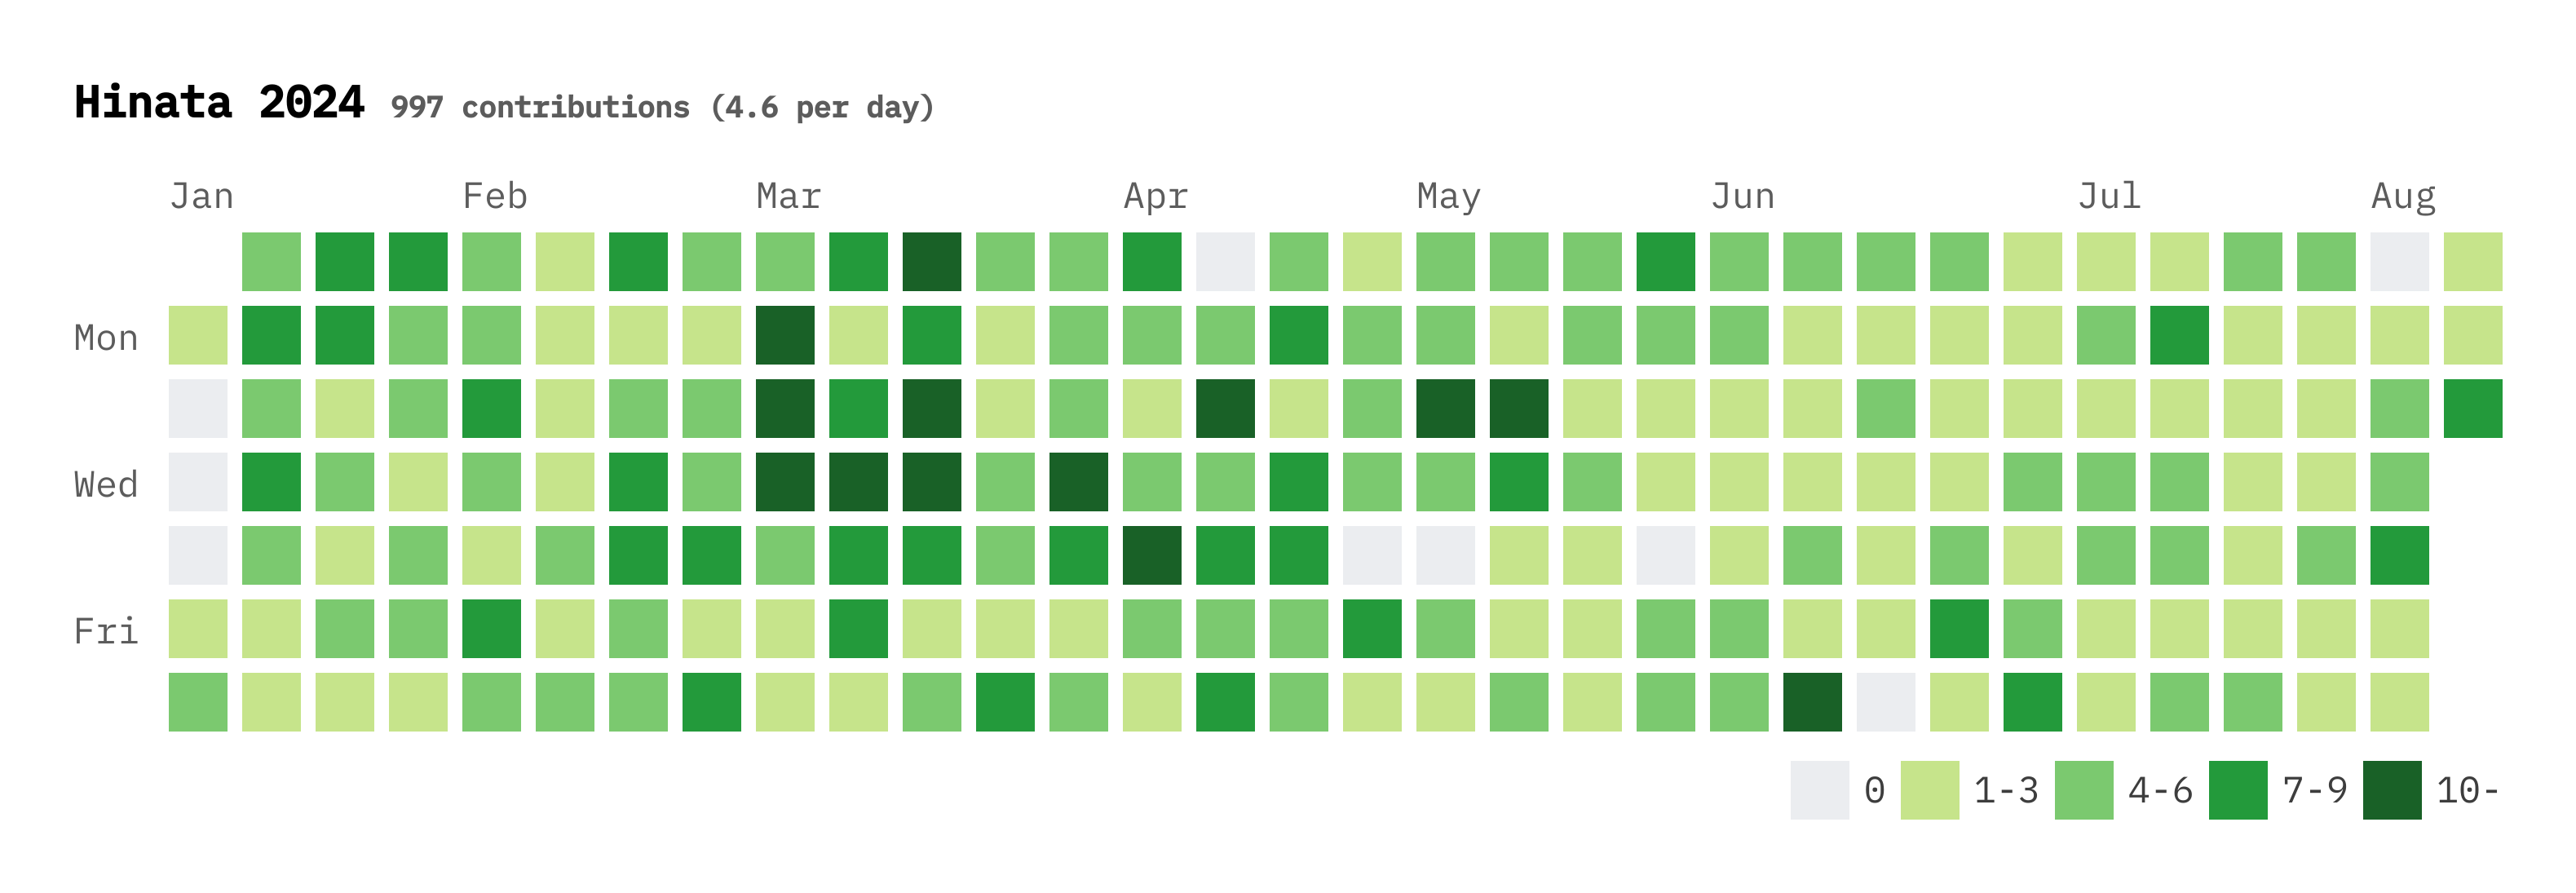 Hinata 2024 997 contributions (4.6 per day)
Jan Feb Mar Apr May Jun Jul Aug
Mon
Wed
Fri
0 1-3 4-6 7-9 10-